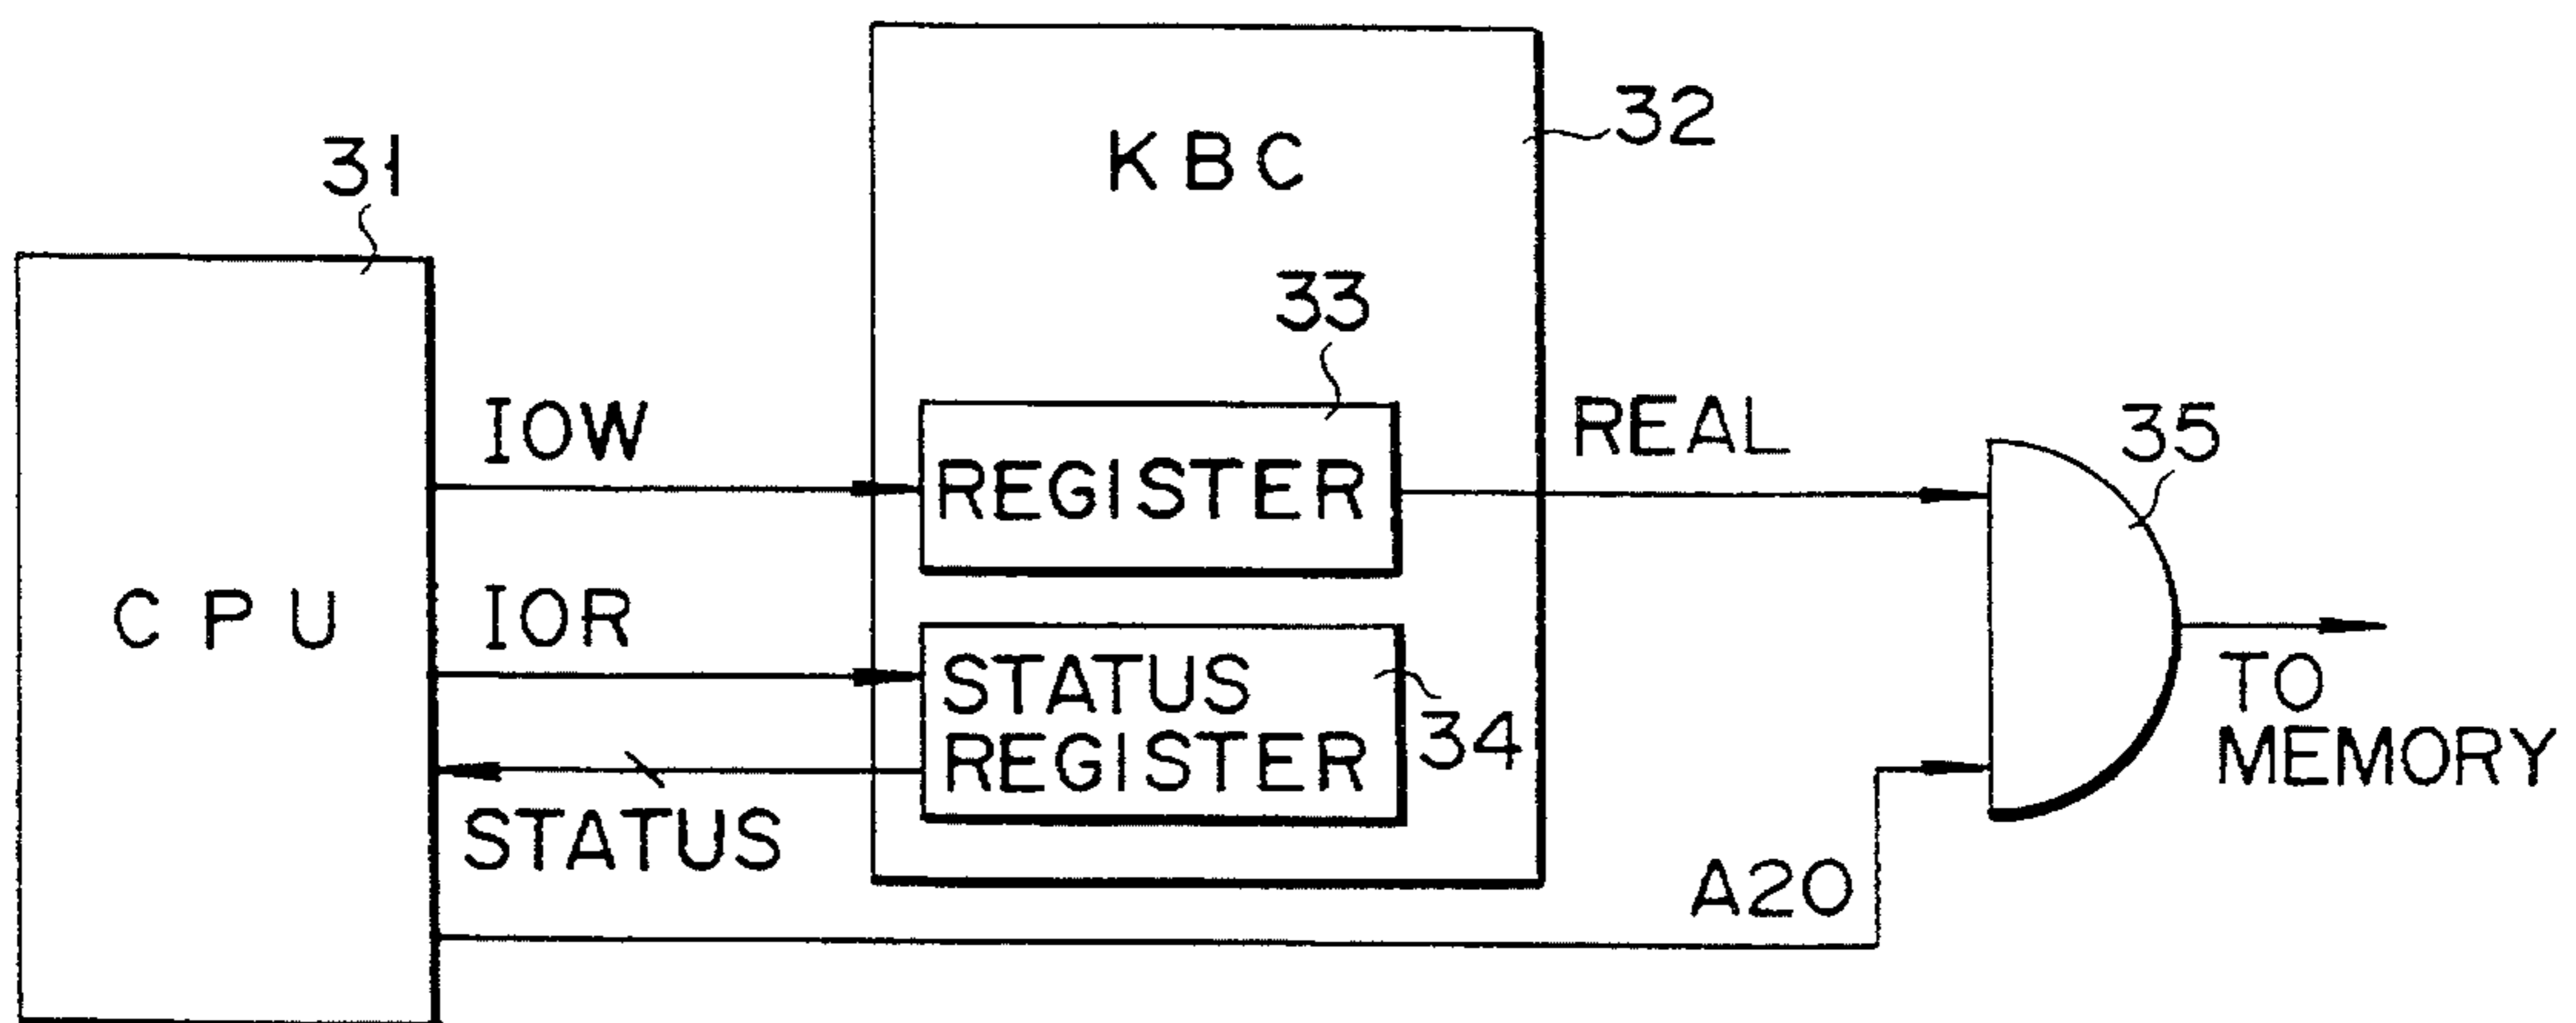 31
CPU
KBC
32
33
IOW
REGISTER
REAL
35
IOR
STATUS
REGISTER
34
STATUS
A20
TO
MEMORY